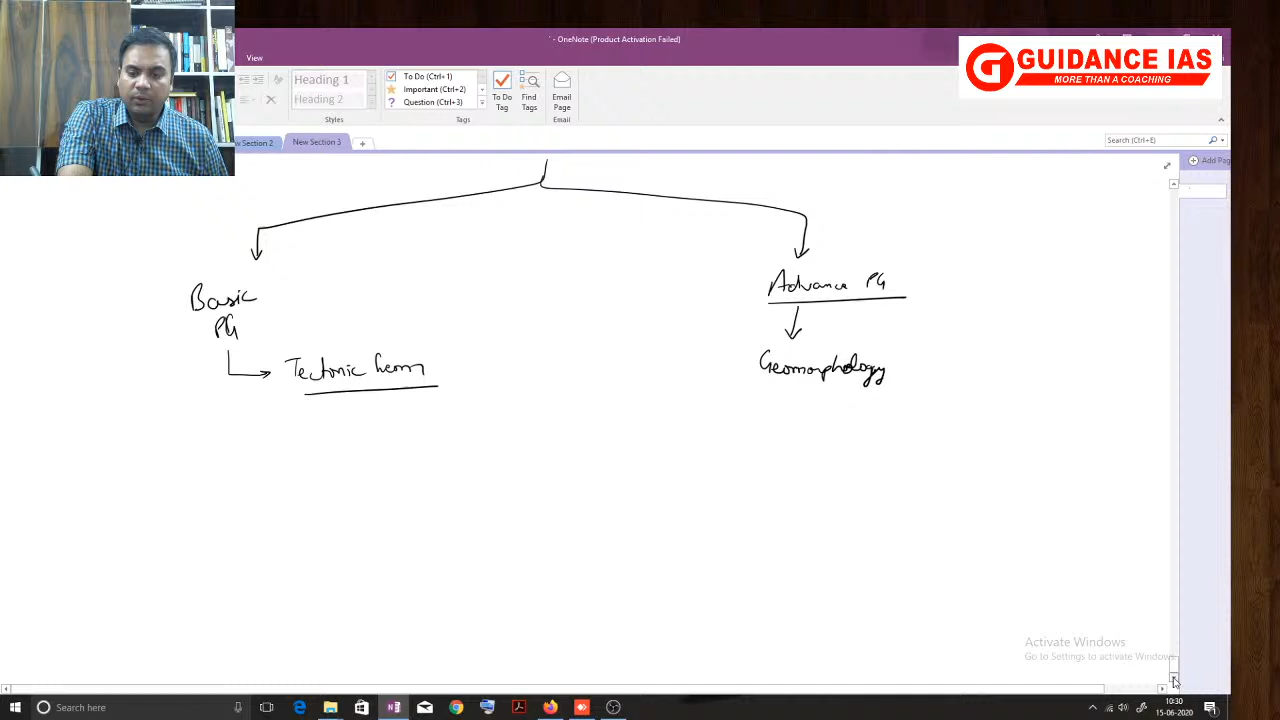 ' - OneNote (Product Activation Failed)
GUIDANCE IAS
MORE THAN A COACHING
View
Heading 1
Heading 2
To Do (Ctrl+1)
Important (Ctrl+2)
Question (Ctrl+3)
To Do Tag
Find Tags
Email Page
Styles
Tags
Email
Section 2
New Section 3
Search (Ctrl+E)
Add Pag
Basic
PG
Tectonic
Advance PG
Geomorphology
Activate Windows
Go to Settings to activate Windows
Search here
10:30
15-06-2020